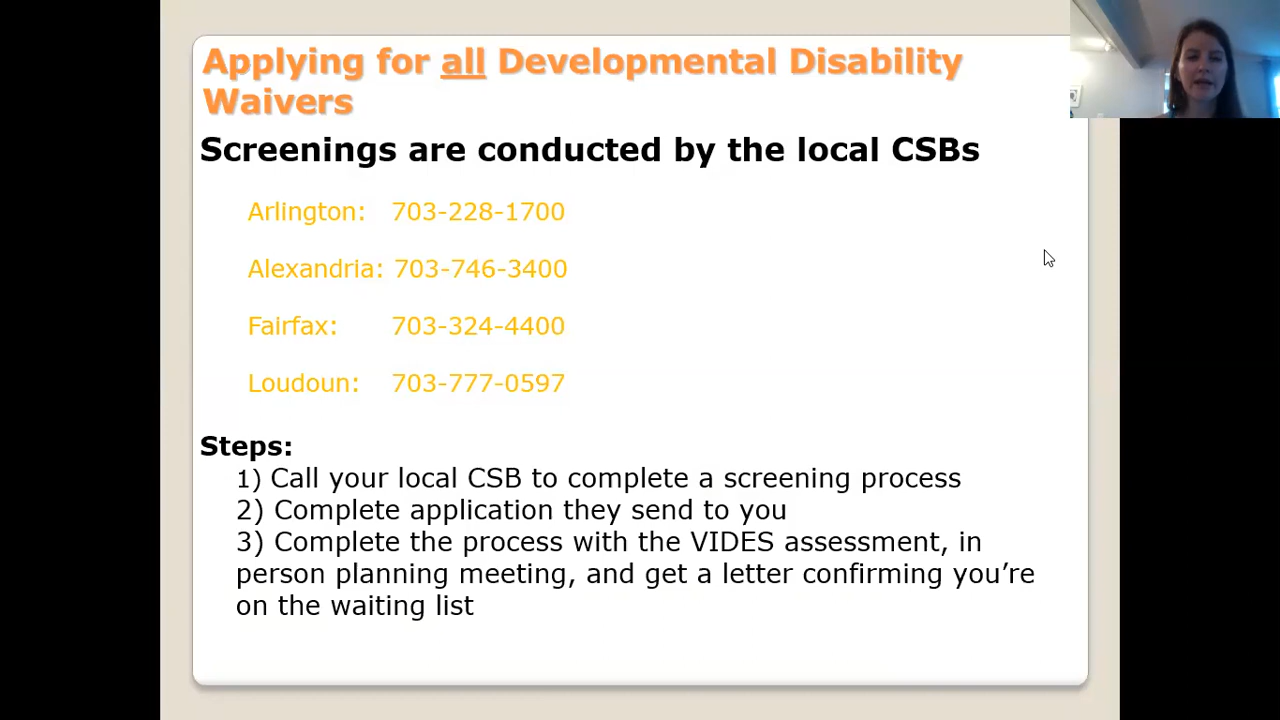 Applying for all Developmental Disability
Waivers
Screenings are conducted by the local CSBs
Arlington: 703-228-1700
Alexandria: 703-746-3400
Fairfax: 703-324-4400
Loudoun: 703-777-0597
Steps:
1) Call your local CSB to complete a screening process
2) Complete application they send to you
3) Complete the process with the VIDES assessment, in
person planning meeting, and get a letter confirming you’re
on the waiting list